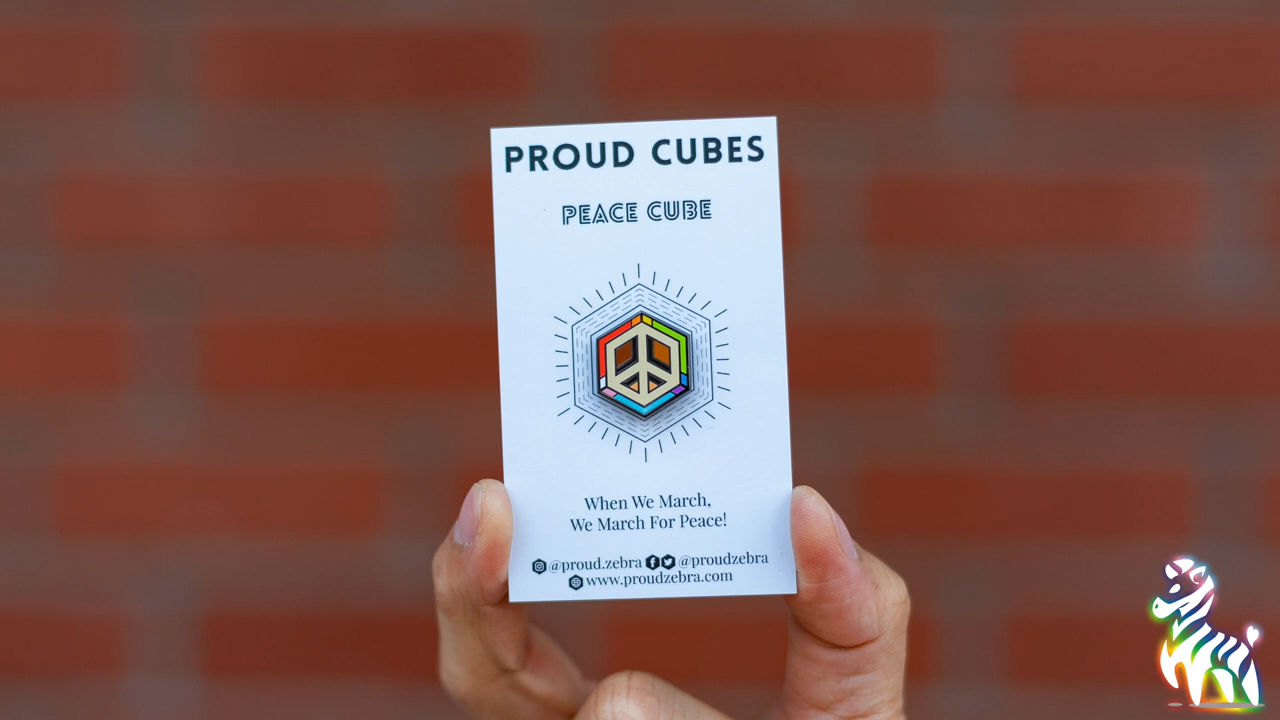 PROUD CUBES
PEACE CUBE
When We March,
We March For Peace!
@proud.zebra @proudzebra
www.proudzebra.com